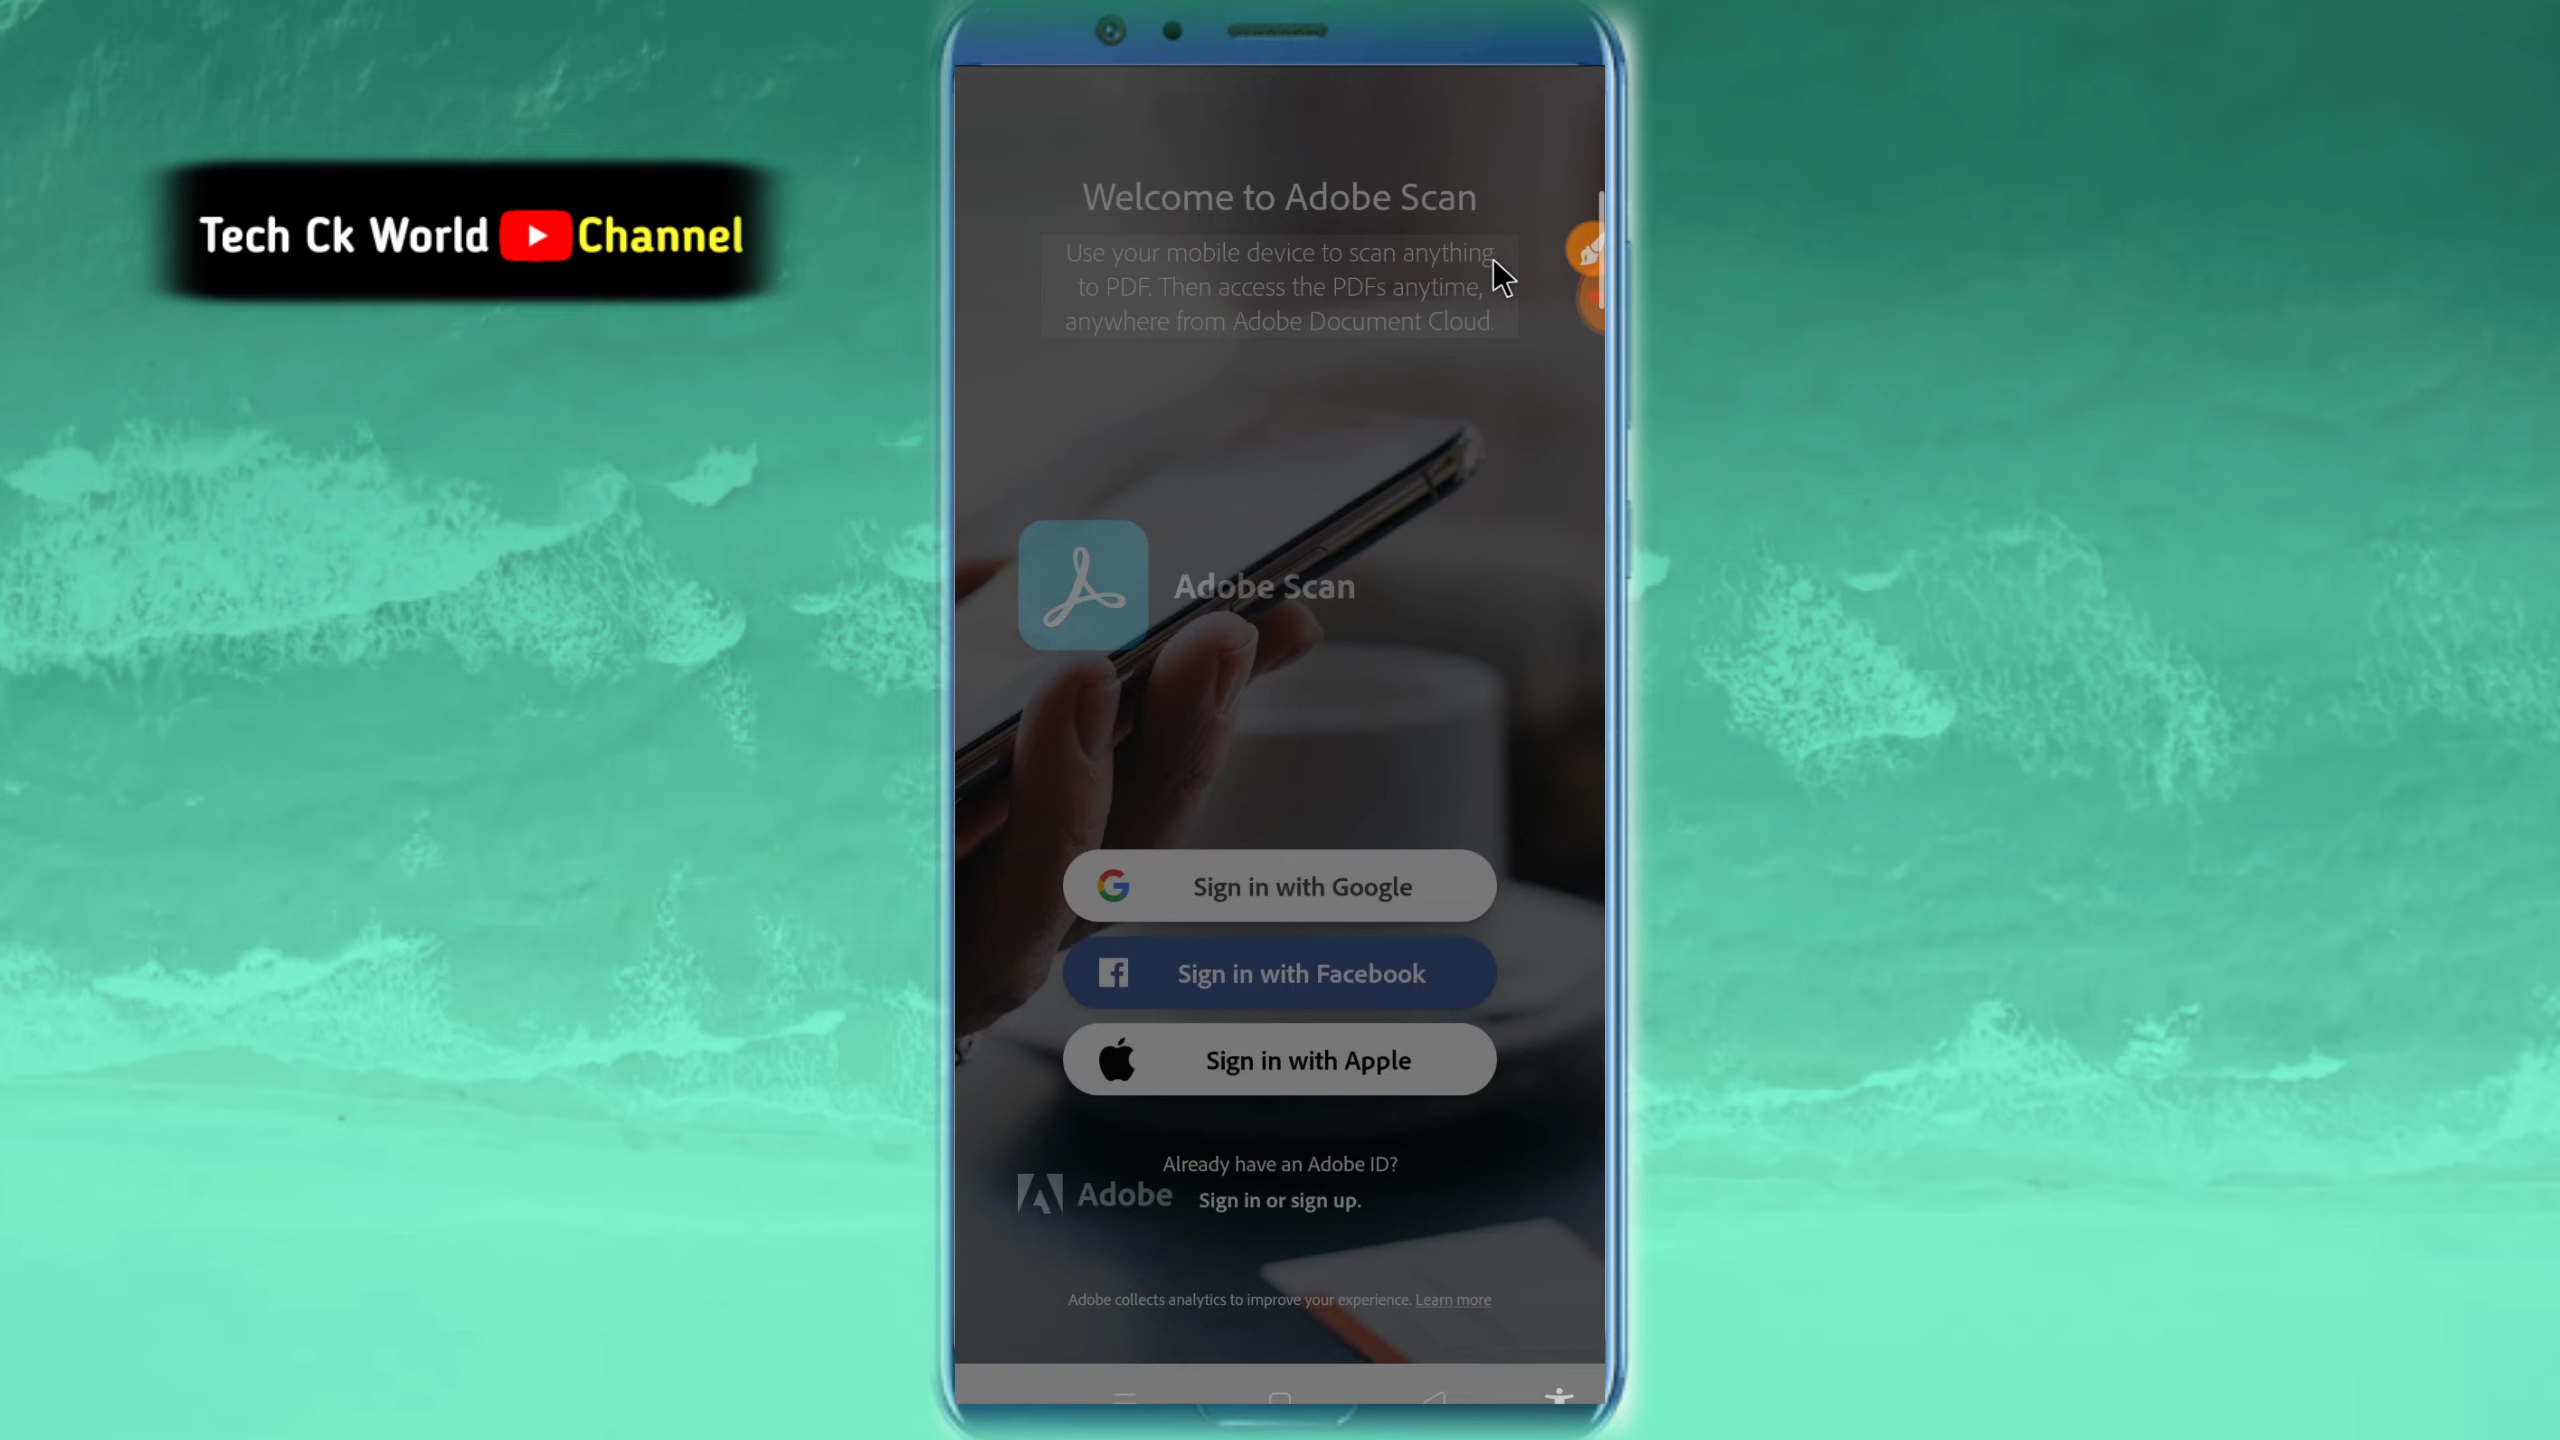 Tech Ck World Channel
Welcome to Adobe Scan
Use your mobile device to scan anything
to PDF. Then access the PDFs anytime,
anywhere from Adobe Document Cloud.
Adobe Scan
Sign in with Google
Sign in with Facebook
Sign in with Apple
Already have an Adobe ID?
Adobe
Sign in or sign up.
Adobe collects analytics to improve your experience. Learn more